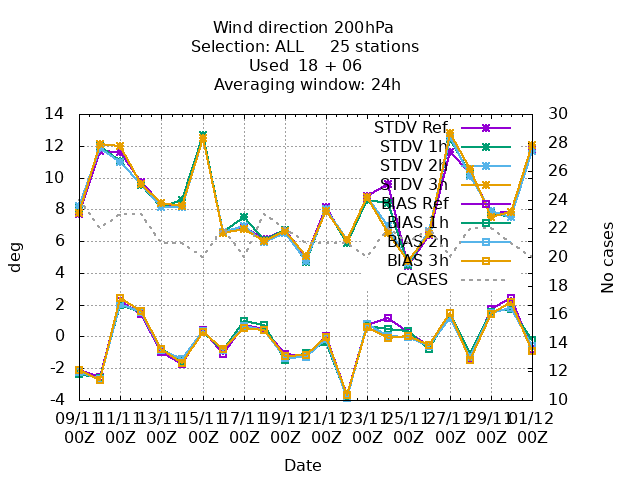 Wind direction 200hPa
Selection: ALL     25 stations
Used  18 + 06
Averaging window: 24h
14 30
STDV Ref
12 28
STDV 1h
STDV 2h
10 26
STDV 3h
8 24
BIAS Ref
BIAS 1h
22
6 BIAS 2h
BIAS 3h
20
4 CASES
2 18
0 16
-2 14
12
-4 10
deg
No cases
09/11 11/11 13/11 15/11 17/11 19/11 21/11 23/11 25/11 27/11 29/11 01/12
00Z 00Z 00Z 00Z 00Z 00Z 00Z 00Z 00Z 00Z 00Z 00Z
Date